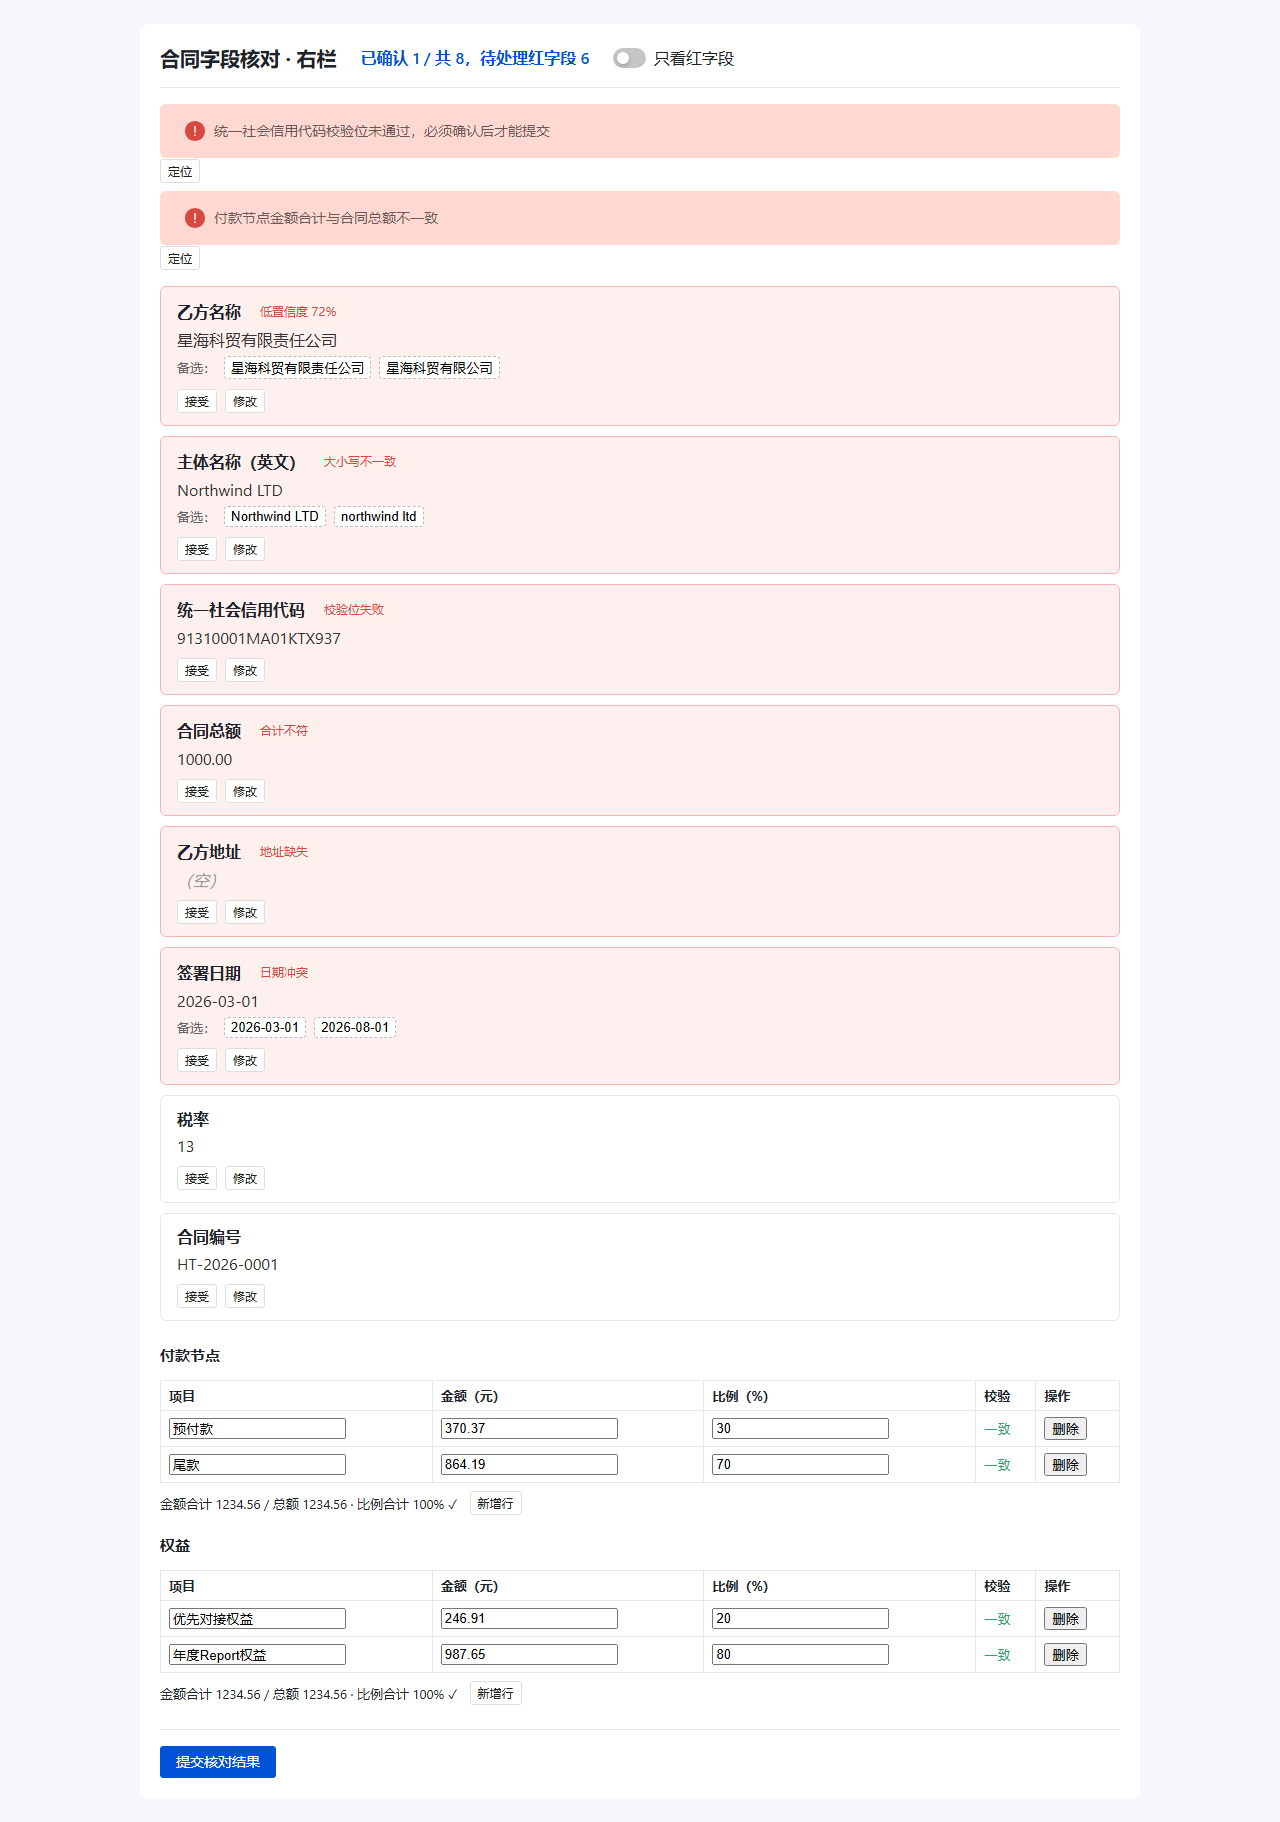 合同字段核对 · 右栏 已确认 1 / 共 8，待处理红字段 6 只看红字段
统一社会信用代码校验位未通过，必须确认后才能提交
定位
付款节点金额合计与合同总额不一致
定位
乙方名称 低置信度 72%
星海科贸有限责任公司
备选： 星海科贸有限责任公司 星海科贸有限公司
接受 修改
主体名称（英文） 大小写不一致
Northwind LTD
备选： Northwind LTD northwind ltd
接受 修改
统一社会信用代码 校验位失败
91310001MA01KTX937
接受 修改
合同总额 合计不符
1000.00
接受 修改
乙方地址 地址缺失
（空）
接受 修改
签署日期 日期冲突
2026-03-01
备选： 2026-03-01 2026-08-01
接受 修改
税率
13
接受 修改
合同编号
HT-2026-0001
接受 修改
付款节点
项目 金额（元） 比例（%） 校验 操作
预付款 370.37 30 一致 删除
尾款 864.19 70 一致 删除
金额合计 1234.56 / 总额 1234.56 · 比例合计 100% ✓ 新增行
权益
项目 金额（元） 比例（%） 校验 操作
优先对接权益 246.91 20 一致 删除
年度Report权益 987.65 80 一致 删除
金额合计 1234.56 / 总额 1234.56 · 比例合计 100% ✓ 新增行
提交核对结果